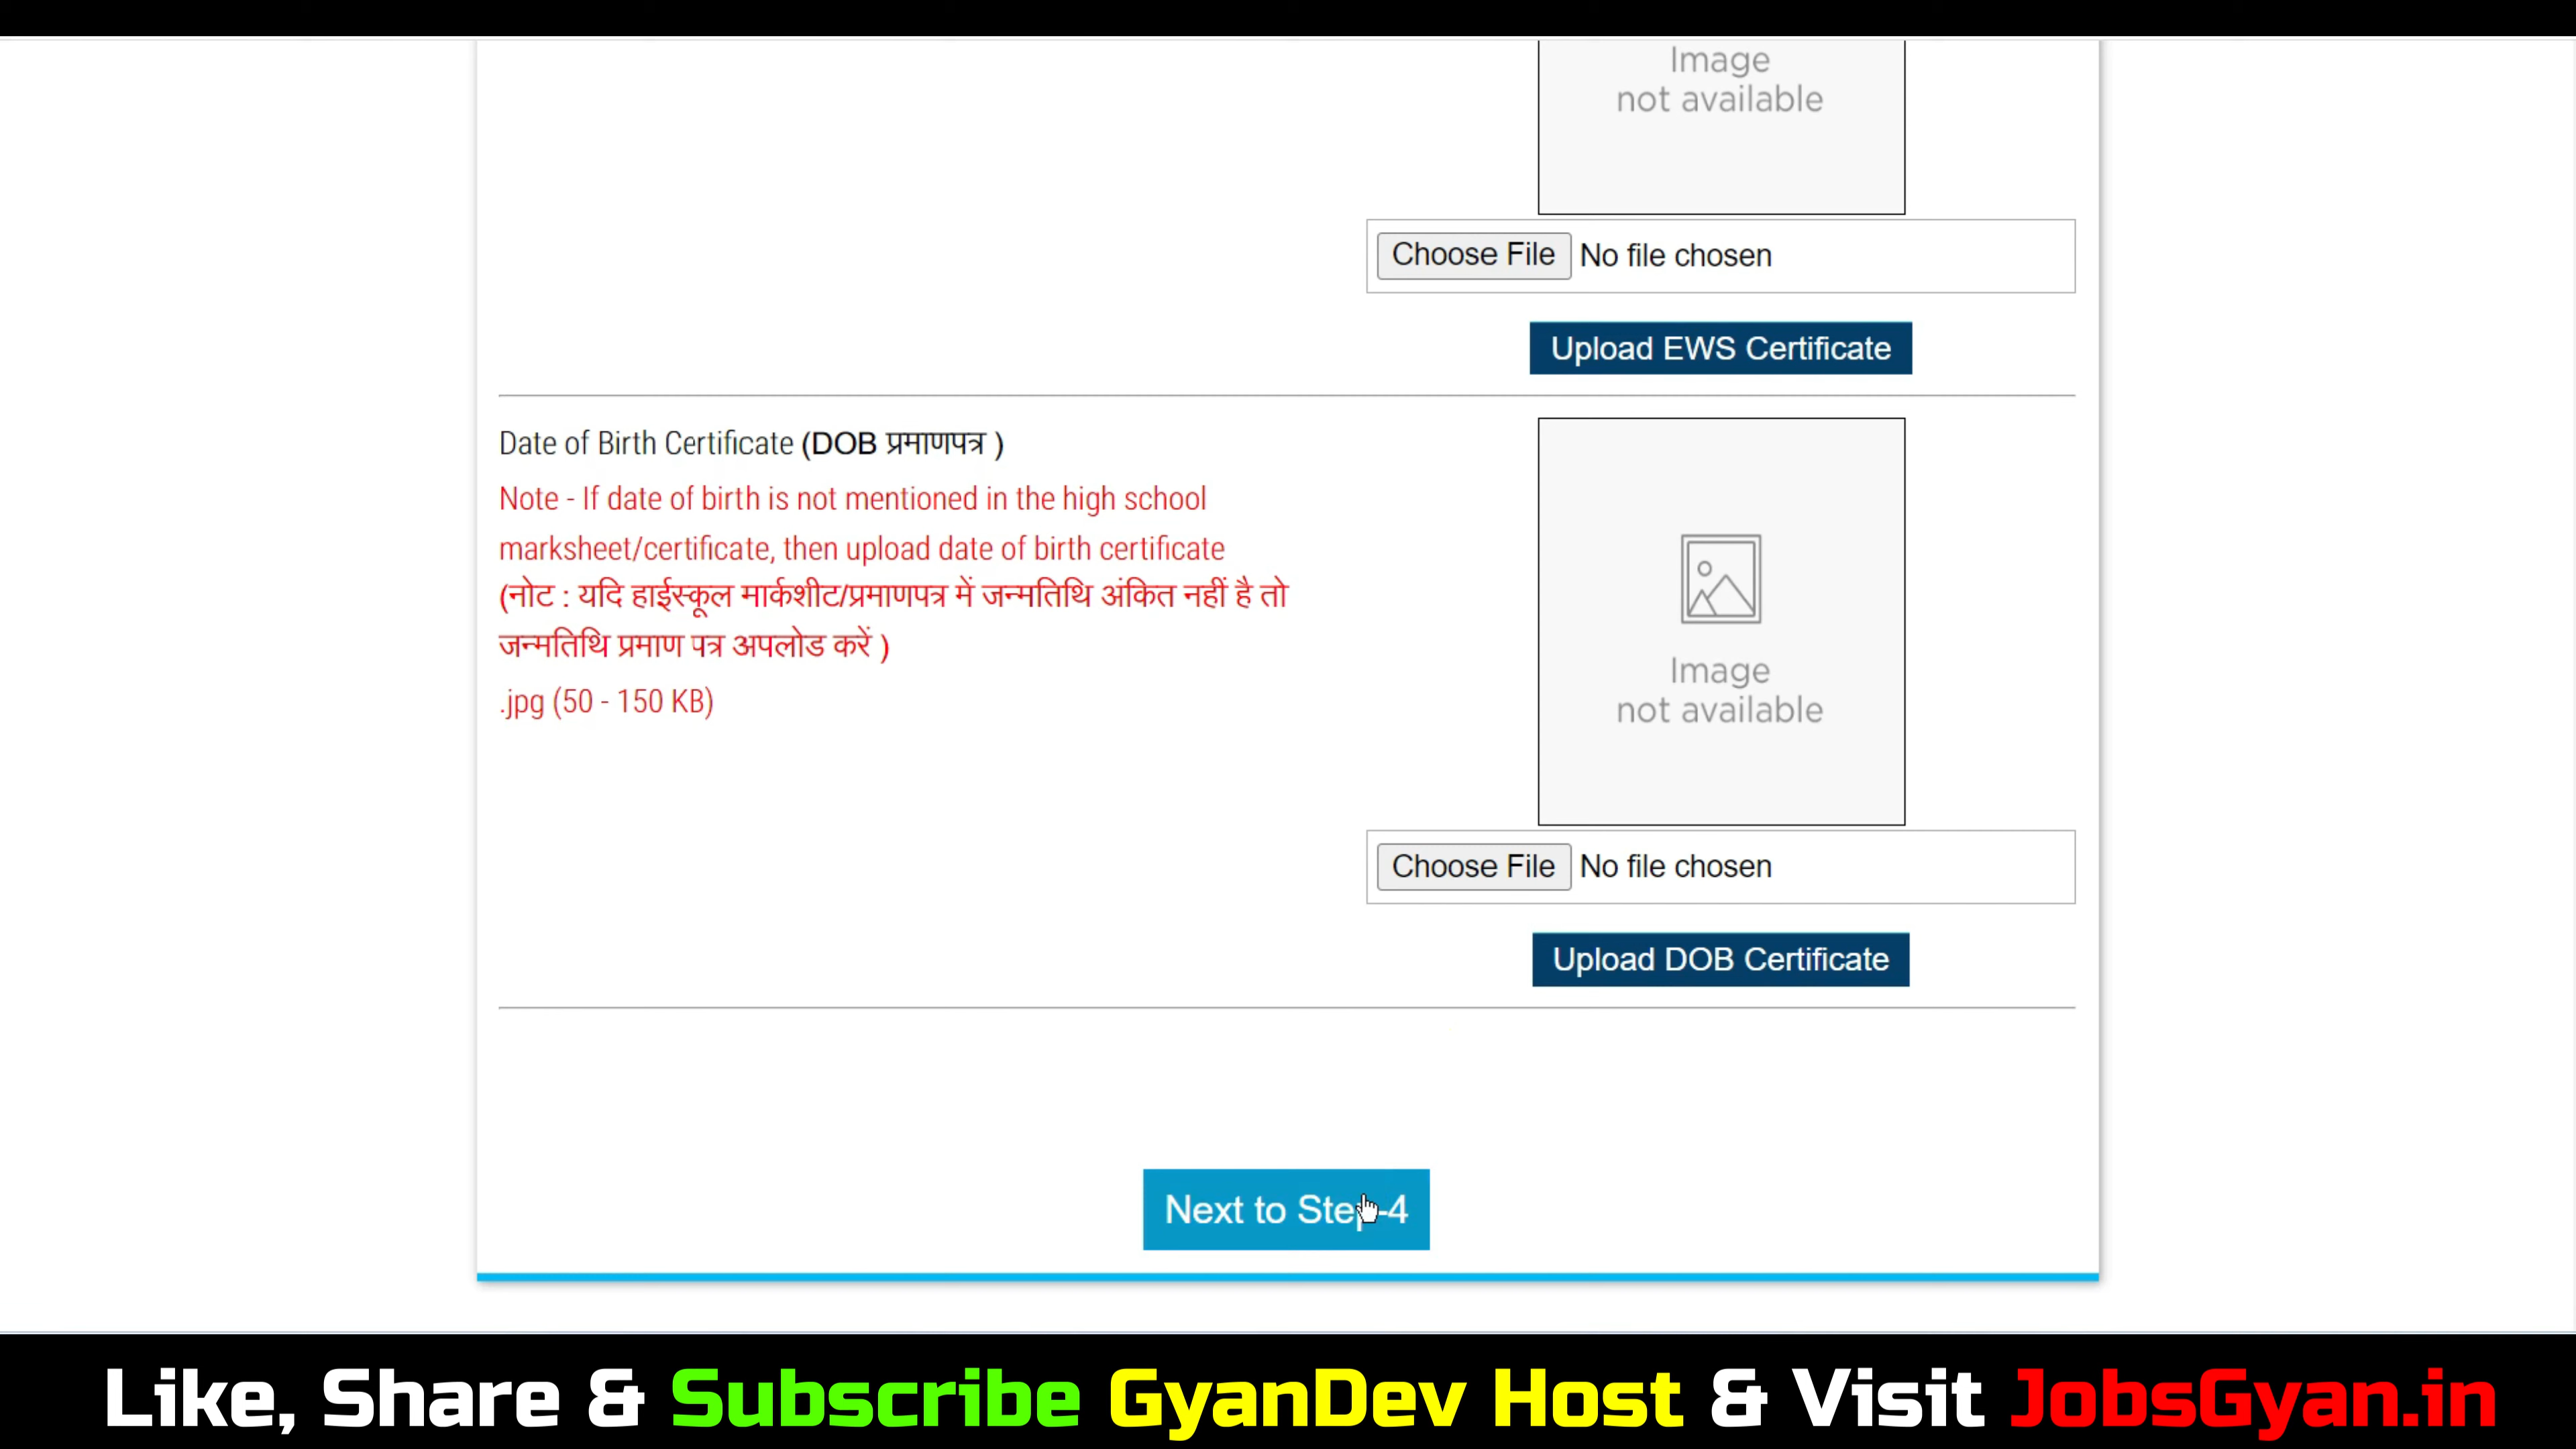 Image
not available
Choose File No file chosen
Upload EWS Certificate
Date of Birth Certificate (DOB प्रमाणपत्र )
Note - If date of birth is not mentioned in the high school
marksheet/certificate, then upload date of birth certificate
(नोट : यदि हाईस्कूल मार्कशीट/प्रमाणपत्र में जन्मतिथि अंकित नहीं है तो
जन्मतिथि प्रमाण पत्र अपलोड करें )
.jpg (50 - 150 KB)
Image
not available
Choose File No file chosen
Upload DOB Certificate
Next to Step-4
Like, Share & Subscribe GyanDev Host & Visit JobsGyan.in